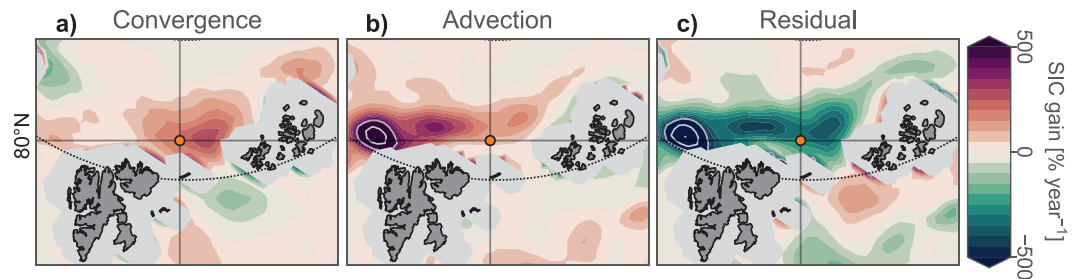 a) Convergence
b) Advection
c) Residual
80°N
500
0
−500
SIC gain [% year⁻¹]